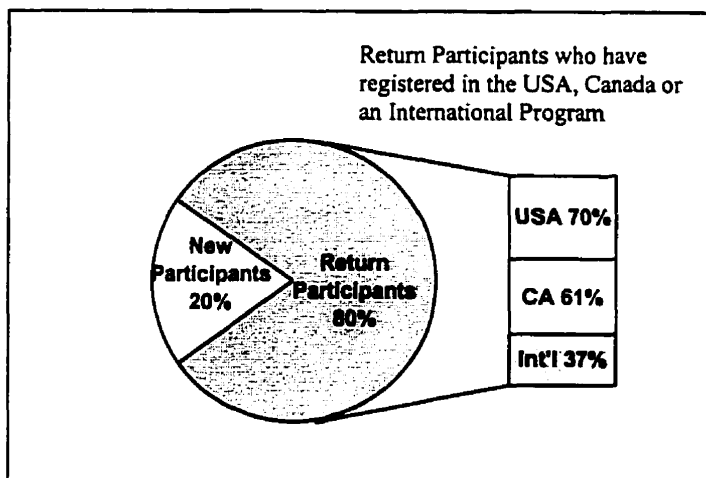 Return Participants who have
registered in the USA, Canada or
an International Program
New
Participants
20%
Return
Participants
80%
USA 70%
CA 61%
Int'l 37%